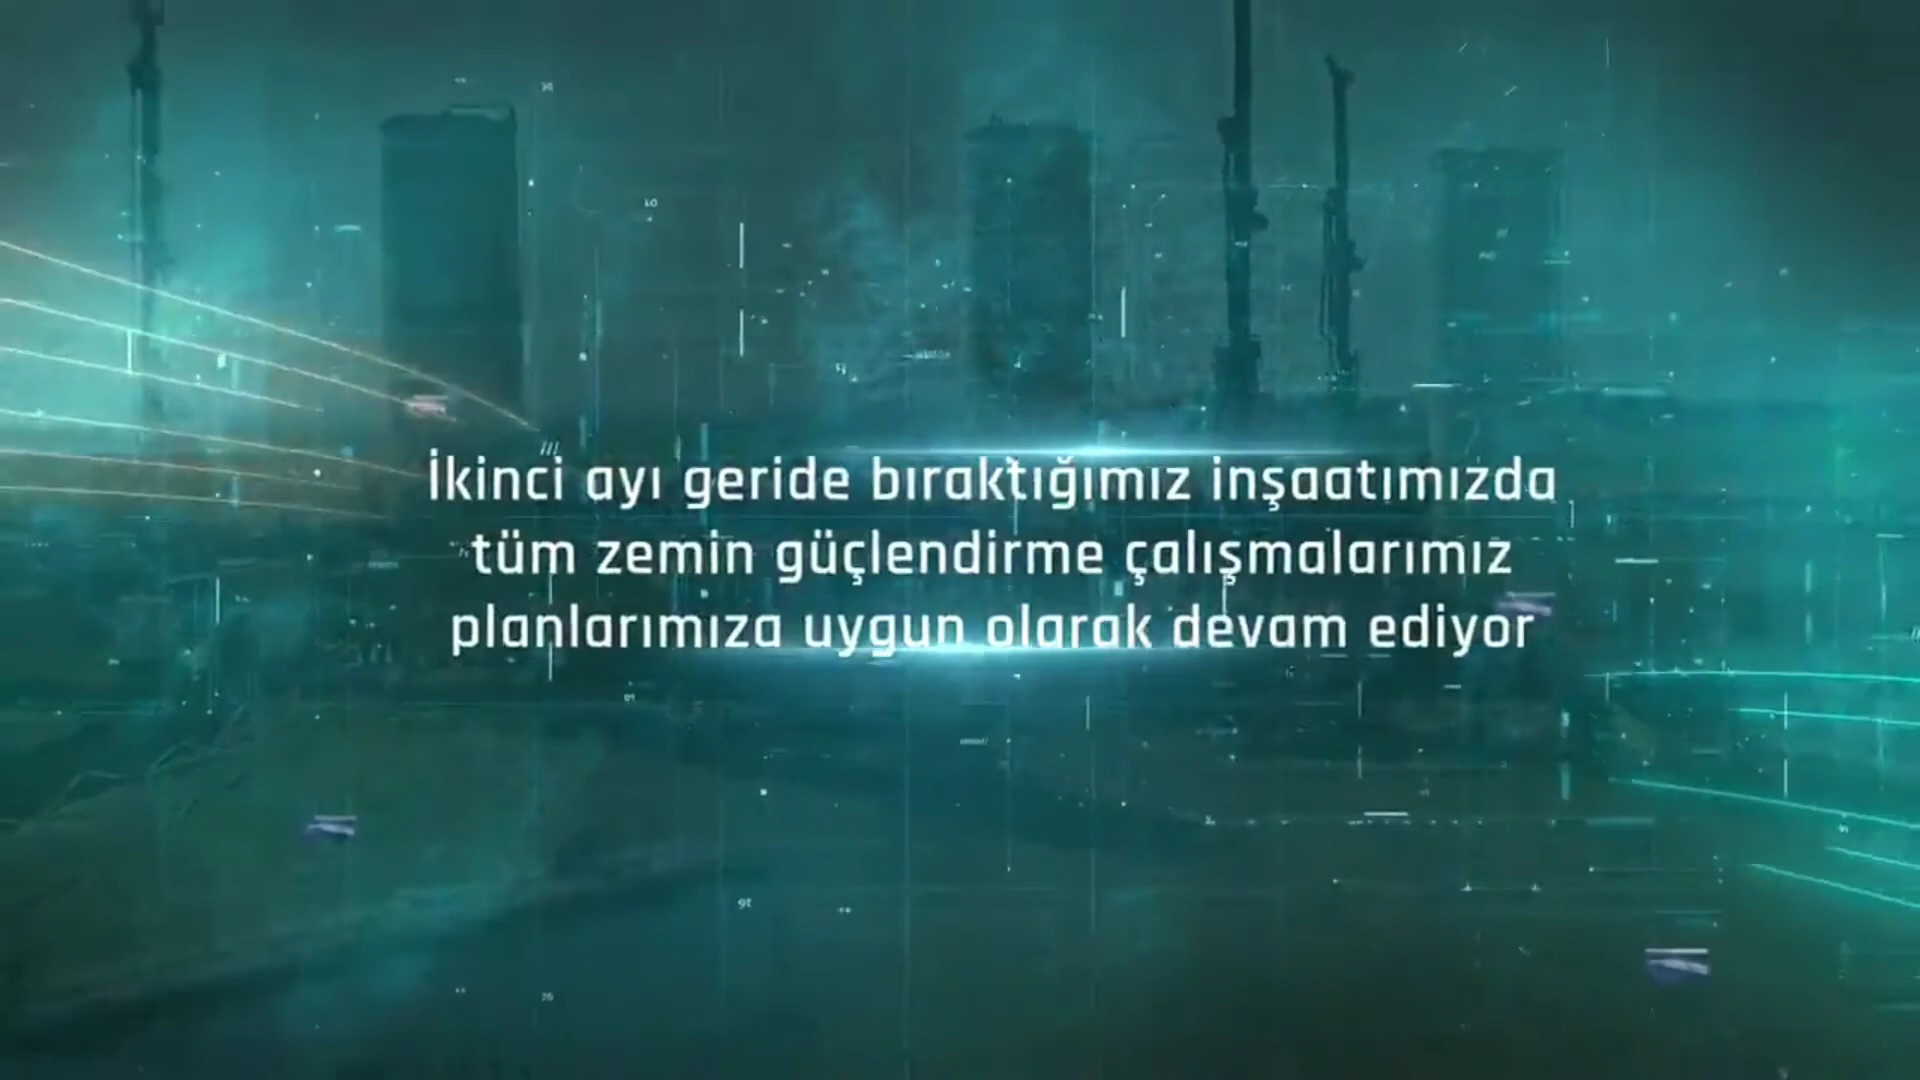 İkinci ayı geride bıraktığımız inşaatımızda
tüm zemin güçlendirme çalışmalarımız
planlarımıza uygun olarak devam ediyor